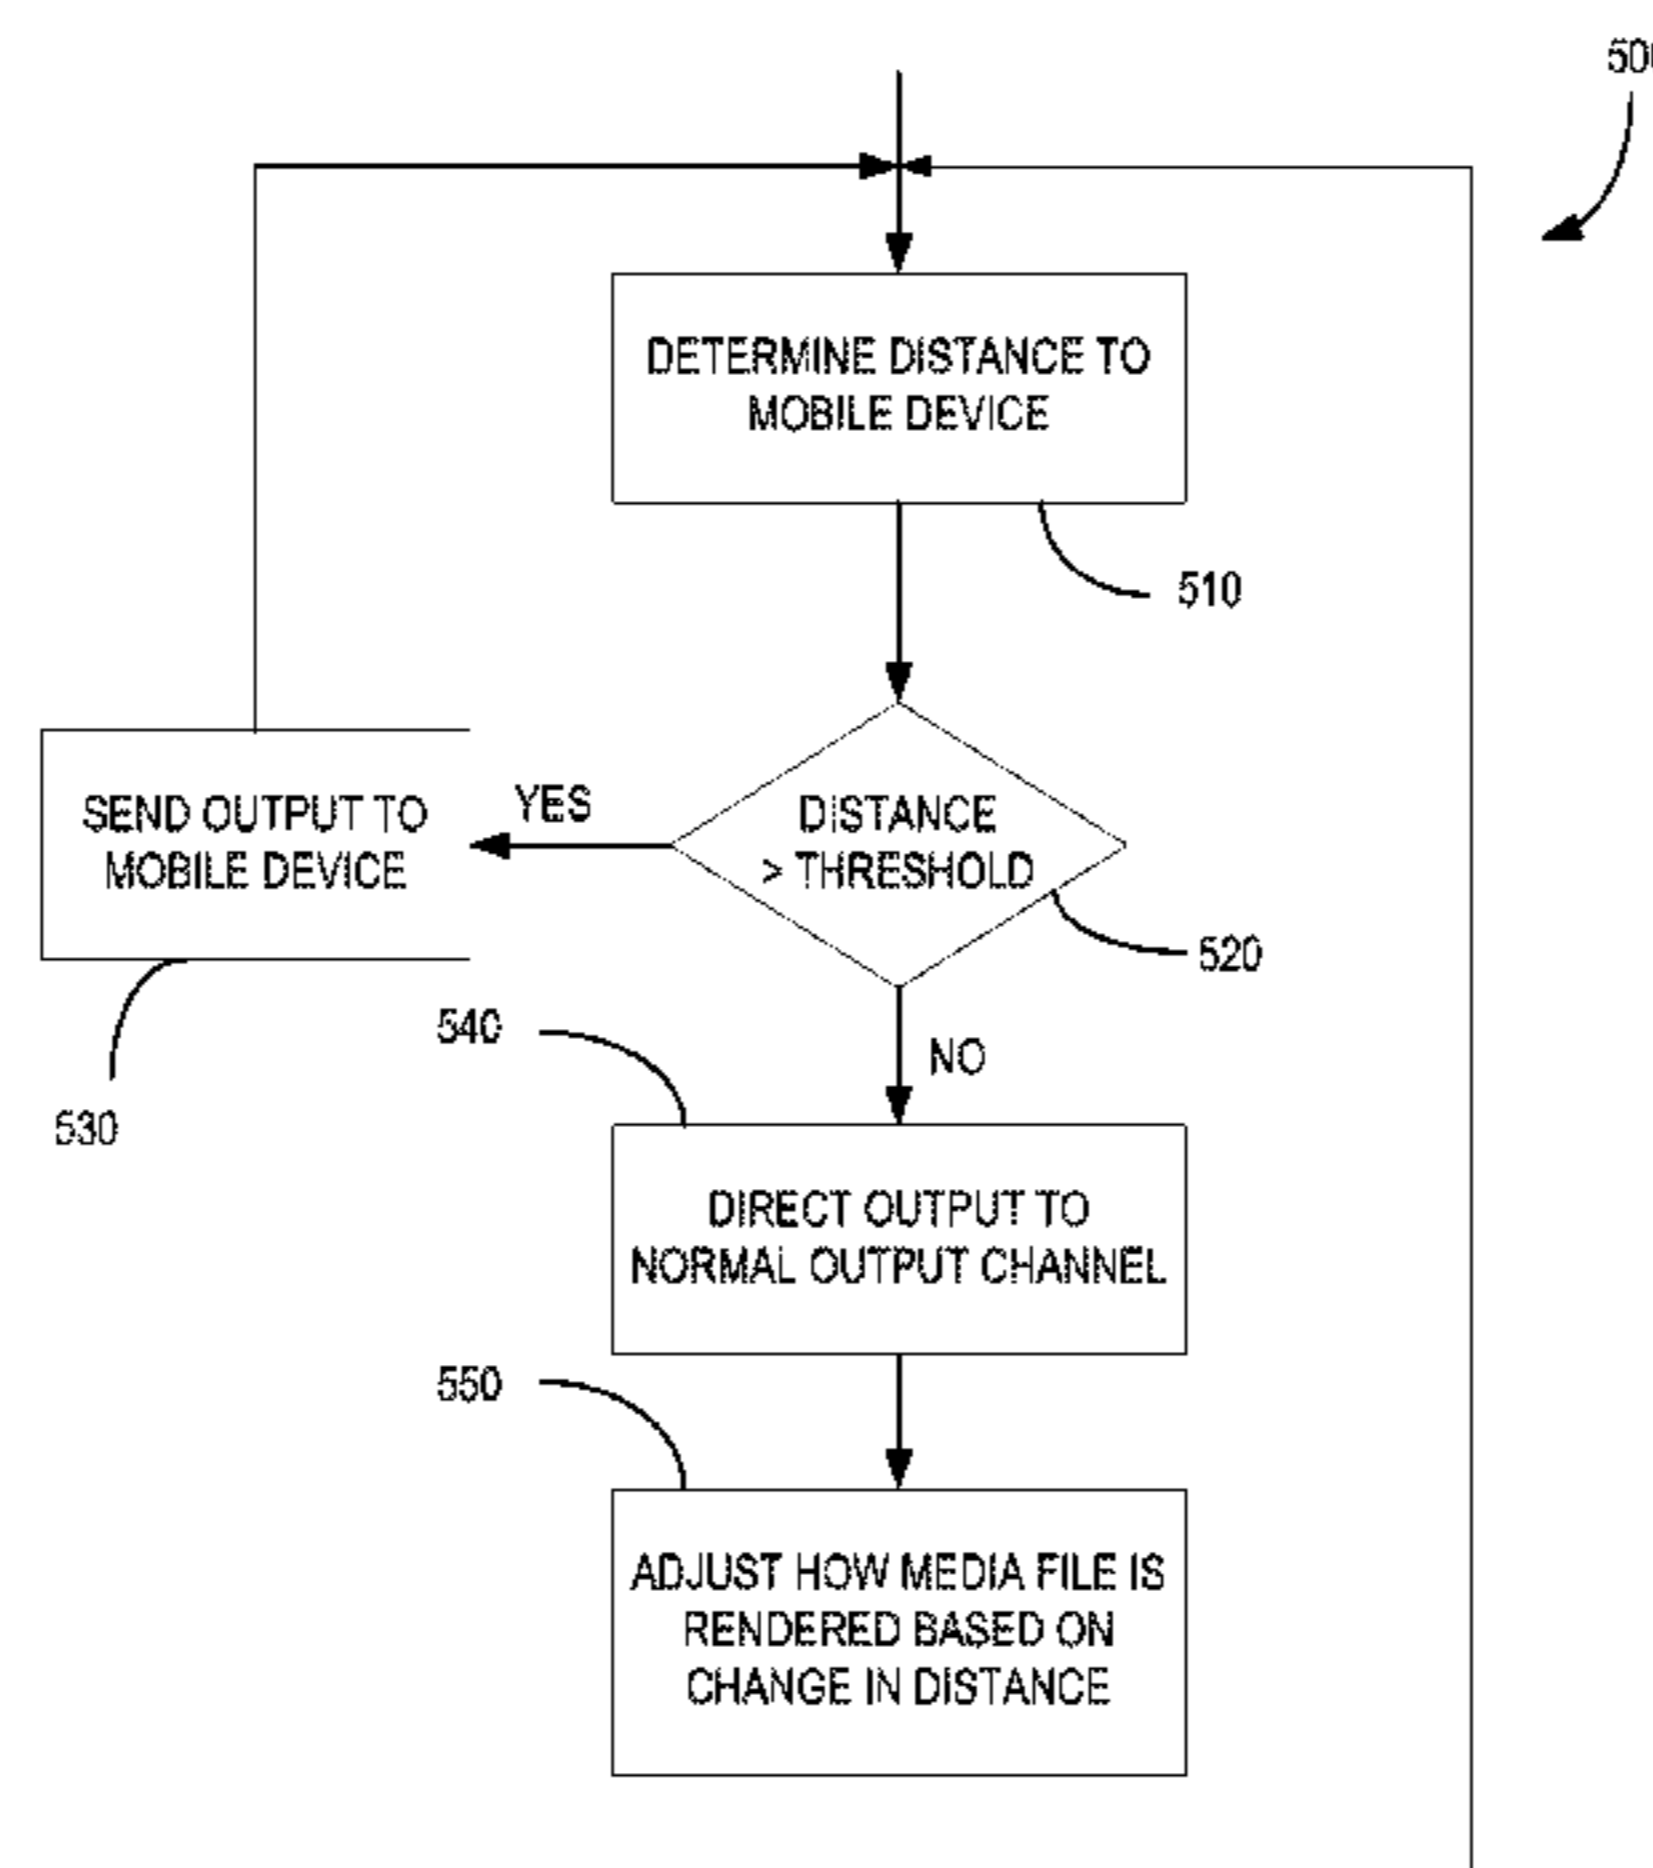 DETERMINE DISTANCE TO
MOBILE DEVICE
510
SEND OUTPUT TO
MOBILE DEVICE
YES
DISTANCE
> THRESHOLD
520
530
540
NO
DIRECT OUTPUT TO
NORMAL OUTPUT CHANNEL
550
ADJUST HOW MEDIA FILE IS
RENDERED BASED ON
CHANGE IN DISTANCE